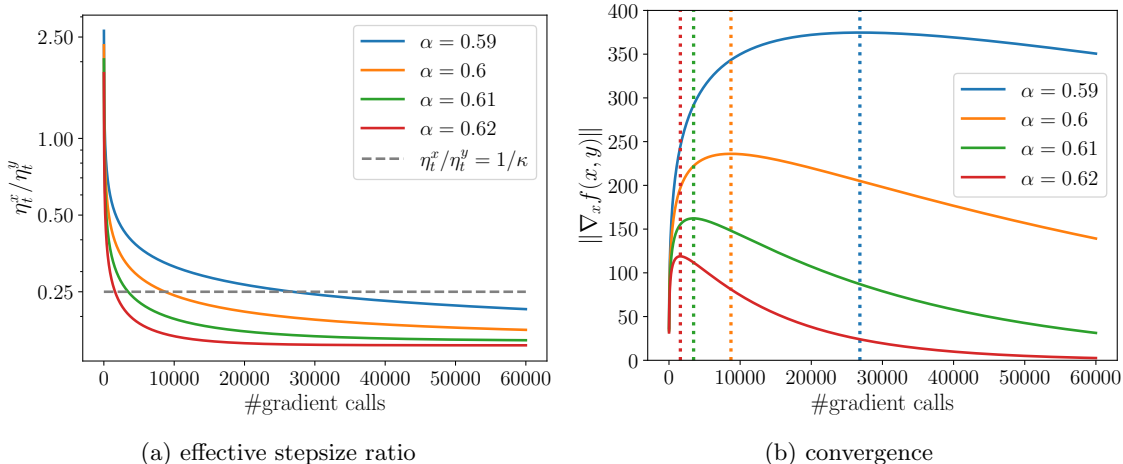 2.50
1.00
0.50
0.25
η_t^x/η_t^y
α = 0.59
α = 0.6
α = 0.61
α = 0.62
η_t^x/η_t^y = 1/κ
0 10000 20000 30000 40000 50000 60000
#gradient calls
(a) effective stepsize ratio
400
350
300
250
200
150
100
50
0
||∇_x f(x, y)||
α = 0.59
α = 0.6
α = 0.61
α = 0.62
0 10000 20000 30000 40000 50000 60000
#gradient calls
(b) convergence